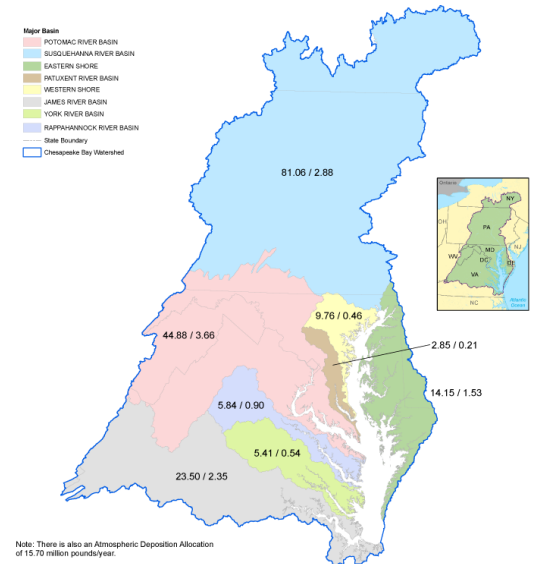 Major Basin
POTOMAC RIVER BASIN
SUSQUEHANNA RIVER BASIN
EASTERN SHORE
PATUXENT RIVER BASIN
WESTERN SHORE
JAMES RIVER BASIN
YORK RIVER BASIN
RAPPAHANNOCK RIVER BASIN
State Boundary
Chesapeake Bay Watershed
81.06 / 2.88
Ontario
NY
OH
PA
NJ
MD
WV
DC
DE
VA
NC
Atlantic
Ocean
9.76 / 0.46
44.88 / 3.66
2.85 / 0.21
14.15 / 1.53
5.84 / 0.90
5.41 / 0.54
23.50 / 2.35
Note: There is also an Atmospheric Deposition Allocation
of 15.70 million pounds/year.